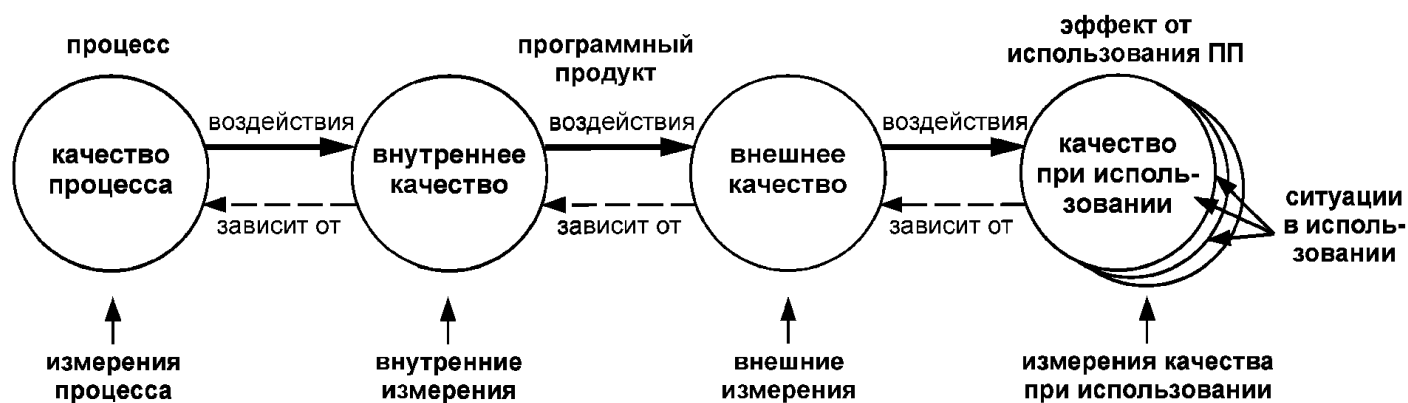 процесс
программный
продукт
эффект от
использования ПП
качество
процесса
воздействия
зависит от
внутреннее
качество
воздействия
зависит от
внешнее
качество
воздействия
зависит от
качество
при исполь-
зовании
ситуации
в исполь-
зовании
измерения
процесса
внутренние
измерения
внешние
измерения
измерения качества
при использовании